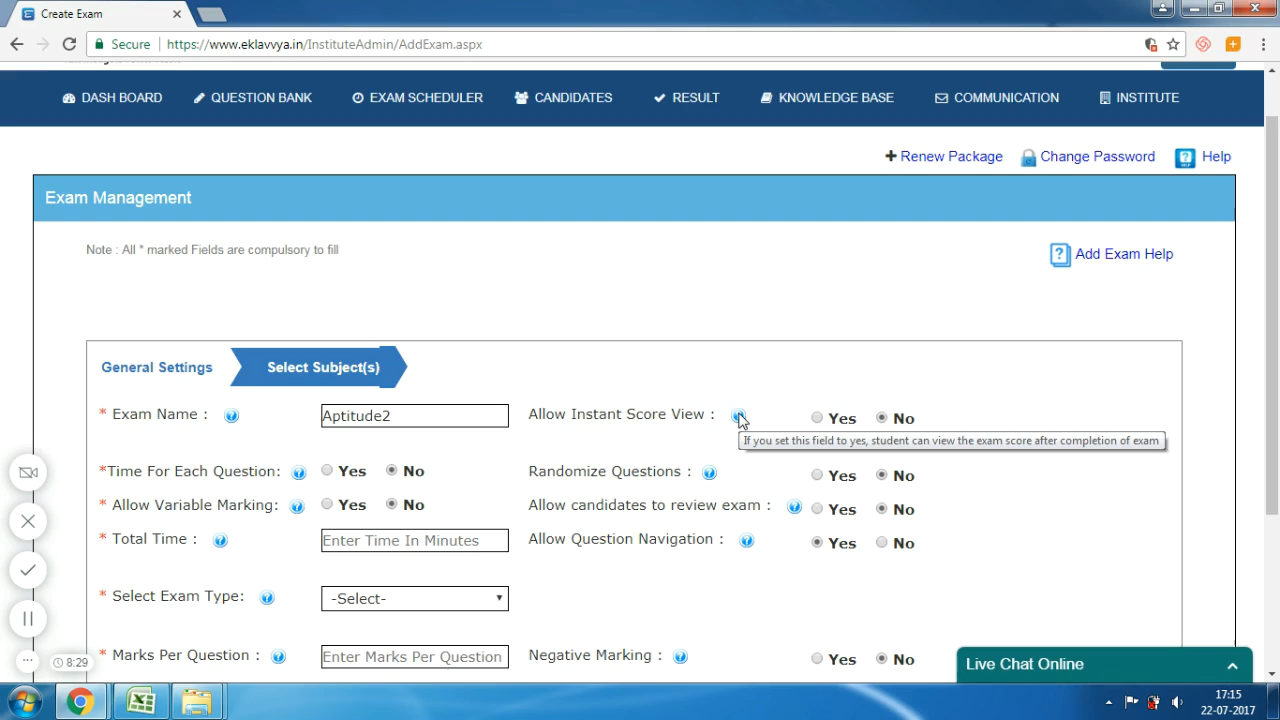 Create Exam
Secure https://www.eklavvya.in/InstituteAdmin/AddExam.aspx
DASH BOARD QUESTION BANK EXAM SCHEDULER CANDIDATES RESULT KNOWLEDGE BASE COMMUNICATION INSTITUTE
Renew Package Change Password Help
Exam Management
Note : All * marked Fields are compulsory to fill
Add Exam Help
General Settings Select Subject(s)
* Exam Name : Aptitude2 Allow Instant Score View : Yes No
If you set this field to yes, student can view the exam score after completion of exam
*Time For Each Question: Yes No Randomize Questions : Yes No
* Allow Variable Marking: Yes No Allow candidates to review exam : Yes No
* Total Time : Enter Time In Minutes Allow Question Navigation : Yes No
* Select Exam Type: -Select-
* Marks Per Question : Enter Marks Per Question Negative Marking : Yes No
8:29
Live Chat Online
17:15
22-07-2017